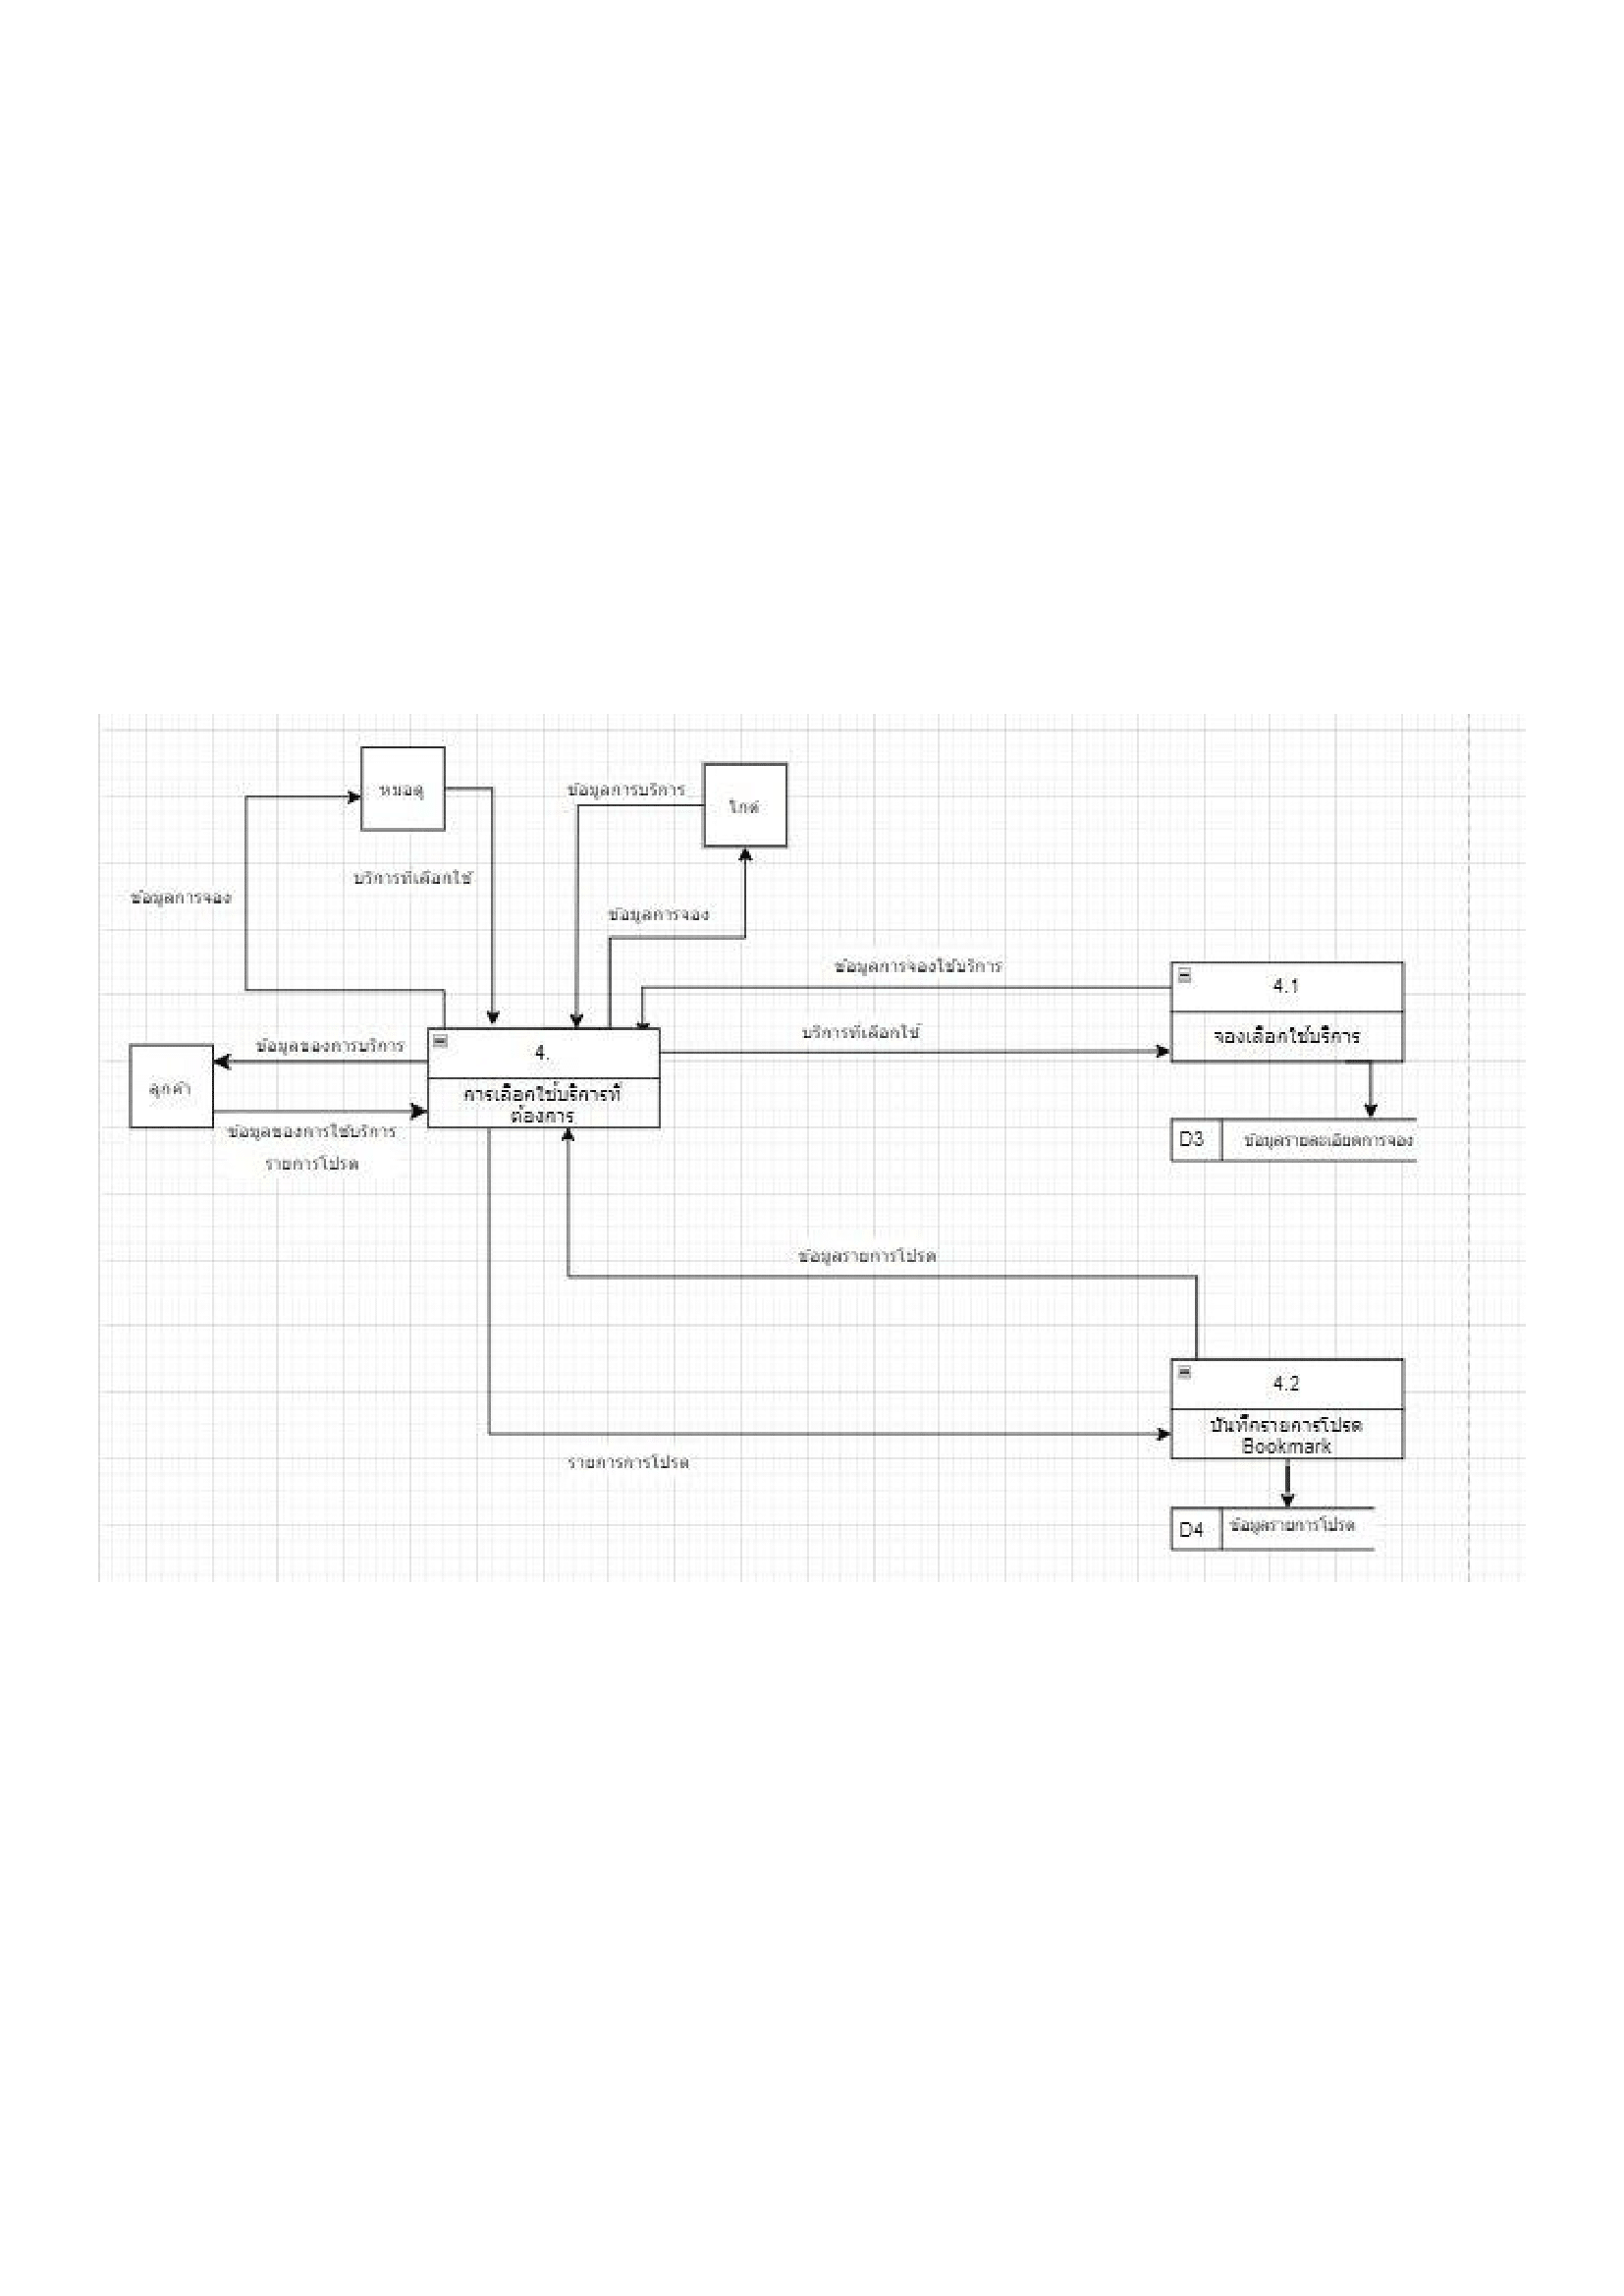 หมอดู
ข้อมูลการบริการ
ไกด์
บริการที่เลือกใช้
ข้อมูลการจอง
ข้อมูลการจอง
ข้อมูลการจองใช้บริการ
4.1
จองเลือกใช้บริการ
บริการที่เลือกใช้
ข้อมูลของการบริการ
4.
การเลือกใช้บริการที่
ต้องการ
ลูกค้า
ข้อมูลของการใช้บริการ
รายการโปรด
D3
ข้อมูลรายละเอียดการจอง
ข้อมูลรายการโปรด
4.2
บันทึกรายการโปรด
Bookmark
รายการการโปรด
D4
ข้อมูลรายการโปรด